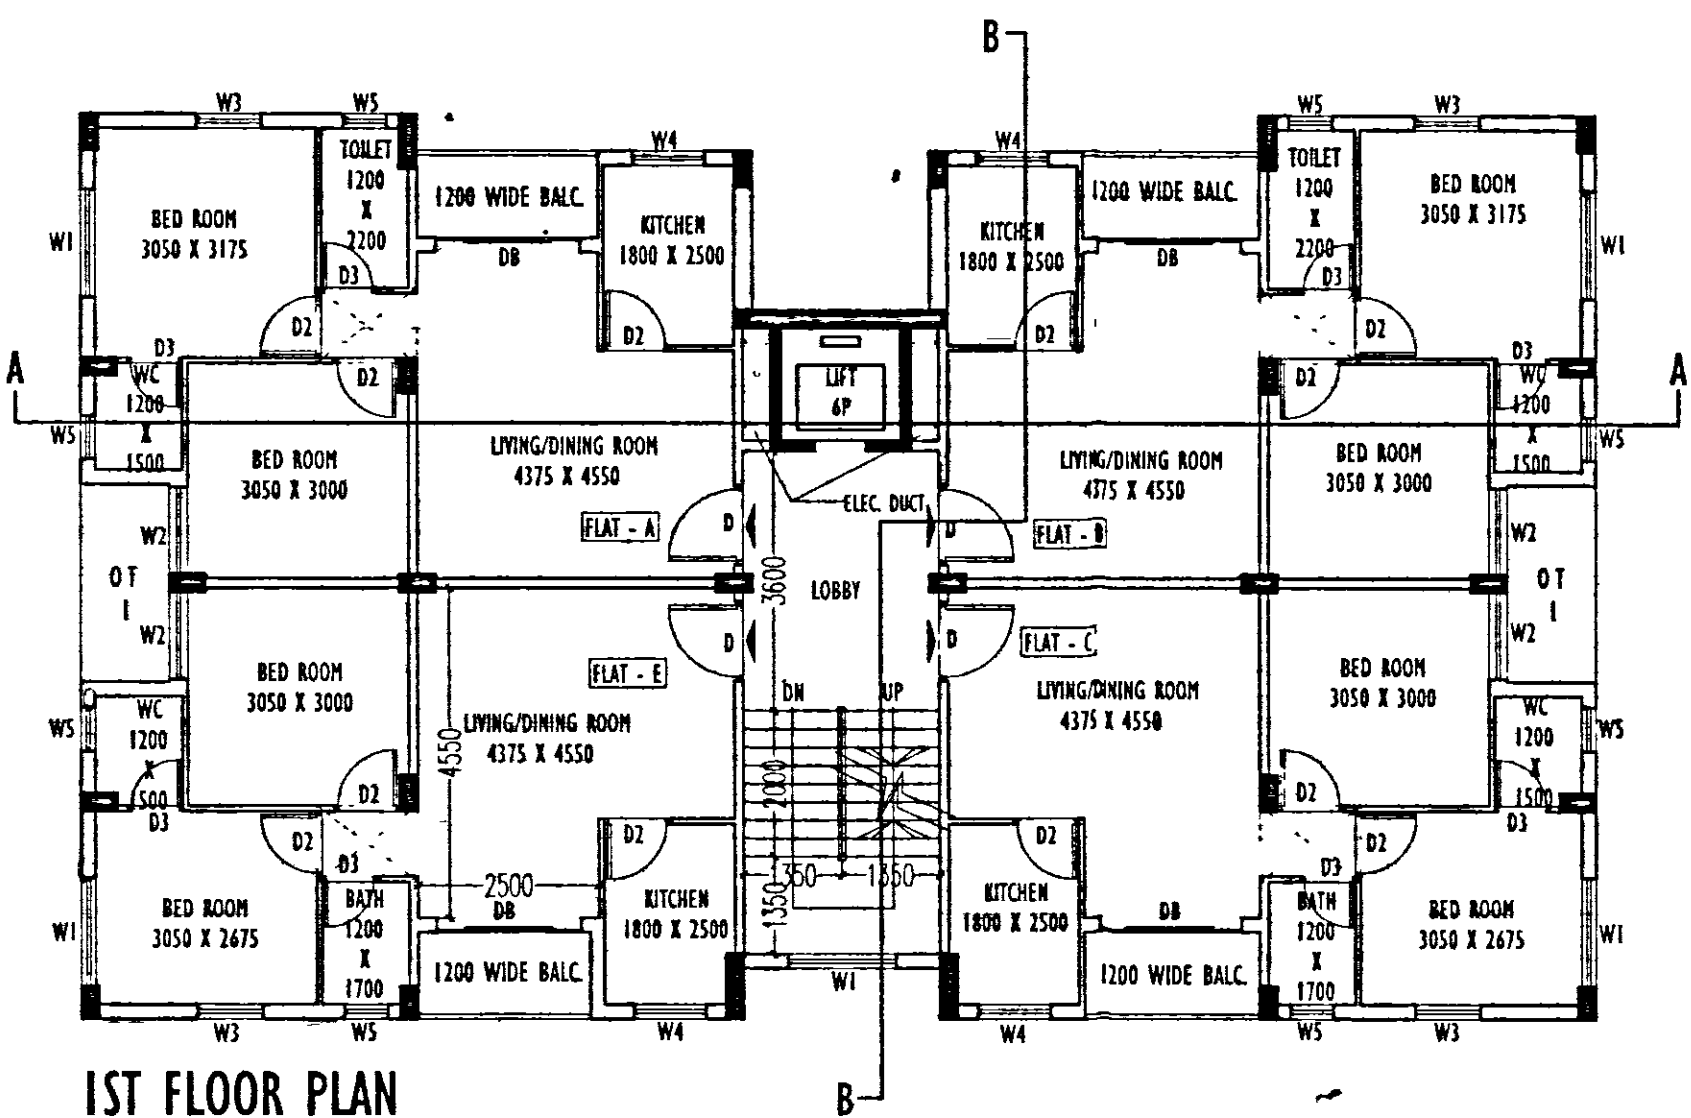 B
W3
W5
W4
W4
W5
W3
TOILET
1200
X
2200
1200 WIDE BALC.
KITCHEN
1800 X 2500
BED ROOM
3050 X 3175
W1
D3
DB
D2
D2
KITCHEN
1800 X 2500
1200 WIDE BALC.
TOILET
1200
X
2200
BED ROOM
3050 X 3175
W1
DB
D3
D2
D2
A
D3
WC
1200
X
1500
W5
D2
BED ROOM
3050 X 3000
LIVING/DINING ROOM
4375 X 4550
LIFT
6P
LIVING/DINING ROOM
4375 X 4550
D2
BED ROOM
3050 X 3000
D3
WC
1200
X
1500
W5
A
ELEC. DUCT
FLAT - A
D
D
FLAT - B
W2
W2
O T
1
O T
1
3600
LOBBY
W2
W2
FLAT - E
D
D
FLAT - C
BED ROOM
3050 X 3000
LIVING/DINING ROOM
4375 X 4550
4550
DN
UP
LIVING/DINING ROOM
4375 X 4550
BED ROOM
3050 X 3000
W5
WC
1200
X
1500
D3
D2
2000
D2
WC
1200
X
1500
W5
D3
D2
D3
D2
1350
1350
1350
D2
D3
D2
BED ROOM
3050 X 2675
W1
BATH
1200
X
1700
2500
DB
KITCHEN
1800 X 2500
1200 WIDE BALC.
KITCHEN
1800 X 2500
DB
1200 WIDE BALC.
BATH
1200
X
1700
BED ROOM
3050 X 2675
W1
W1
W3
W5
W4
W4
W5
W3
1ST FLOOR PLAN
B